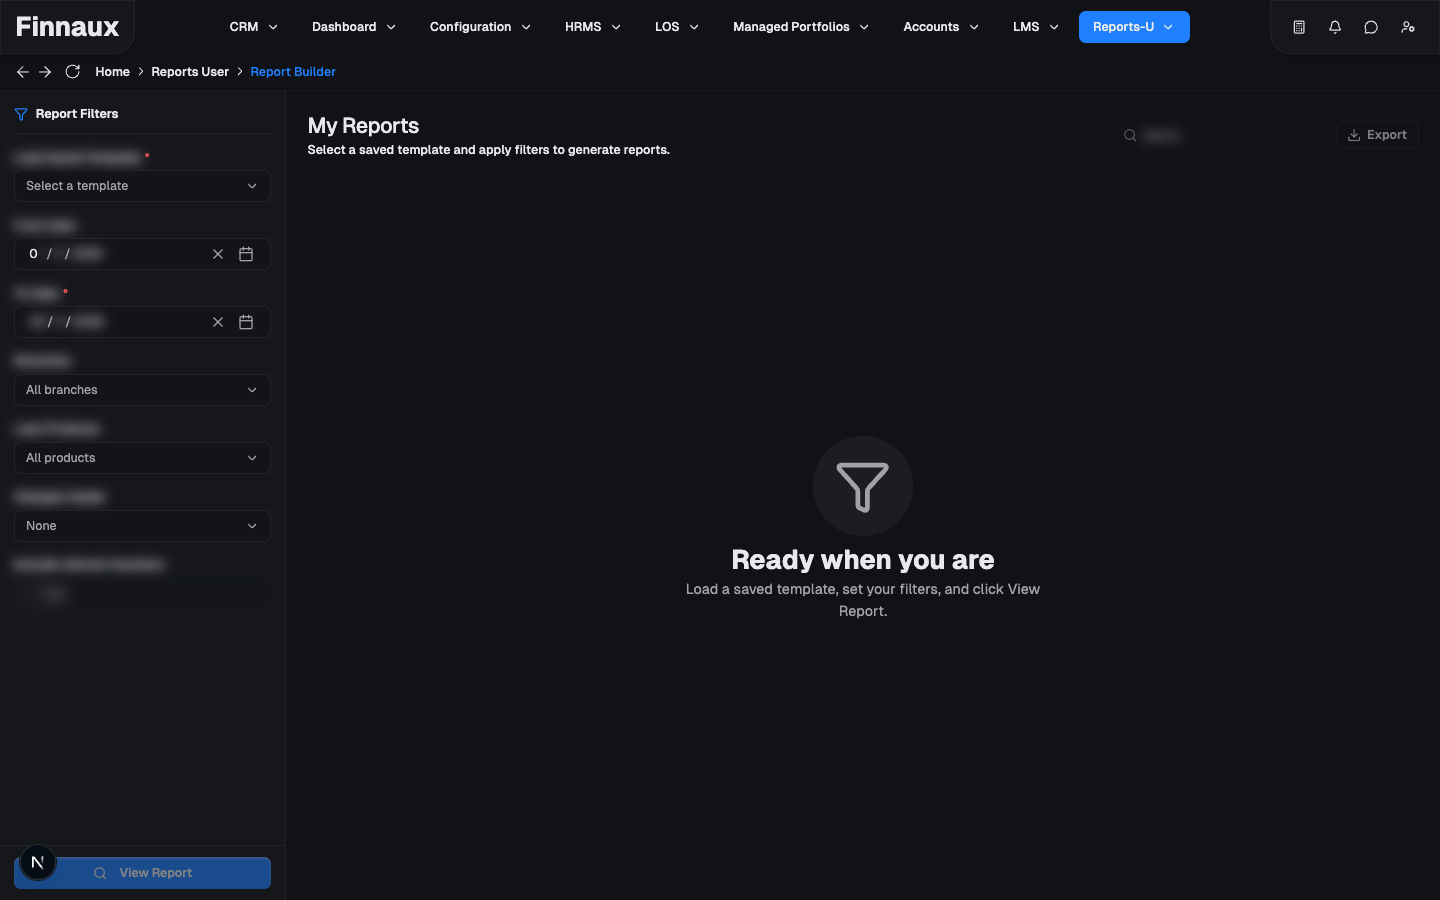 Finnaux
CRM
Dashboard
Configuration
HRMS
LOS
Managed Portfolios
Accounts
LMS
Reports-U
Home > Reports User > Report Builder
Report Filters
*
Select a template
0 / /
*
/ /
All branches
All products
None
View Report
N
My Reports
Select a saved template and apply filters to generate reports.
Export
Ready when you are
Load a saved template, set your filters, and click View
Report.